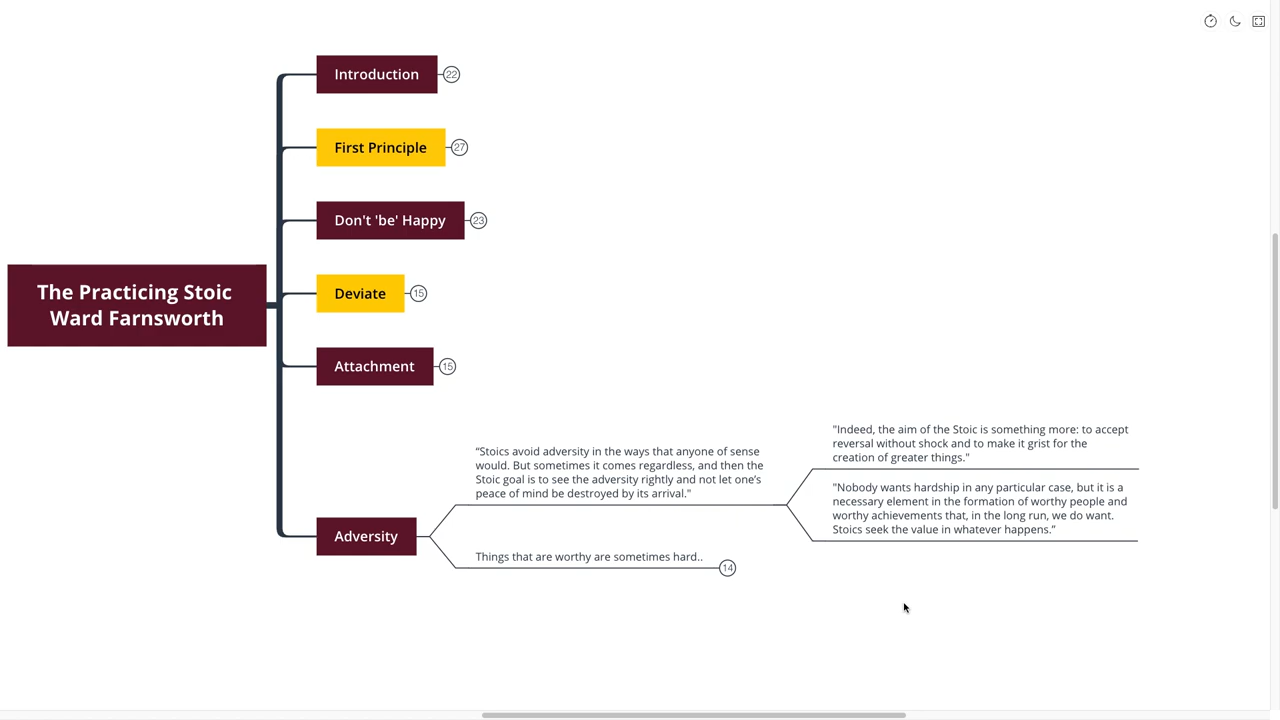 Introduction
22
First Principle
27
Don't 'be' Happy
23
The Practicing Stoic
Ward Farnsworth
Deviate
15
Attachment
15
Adversity
“Stoics avoid adversity in the ways that anyone of sense
would. But sometimes it comes regardless, and then the
Stoic goal is to see the adversity rightly and not let one’s
peace of mind be destroyed by its arrival."
"Indeed, the aim of the Stoic is something more: to accept
reversal without shock and to make it grist for the
creation of greater things."
"Nobody wants hardship in any particular case, but it is a
necessary element in the formation of worthy people and
worthy achievements that, in the long run, we do want.
Stoics seek the value in whatever happens.”
Things that are worthy are sometimes hard..
14